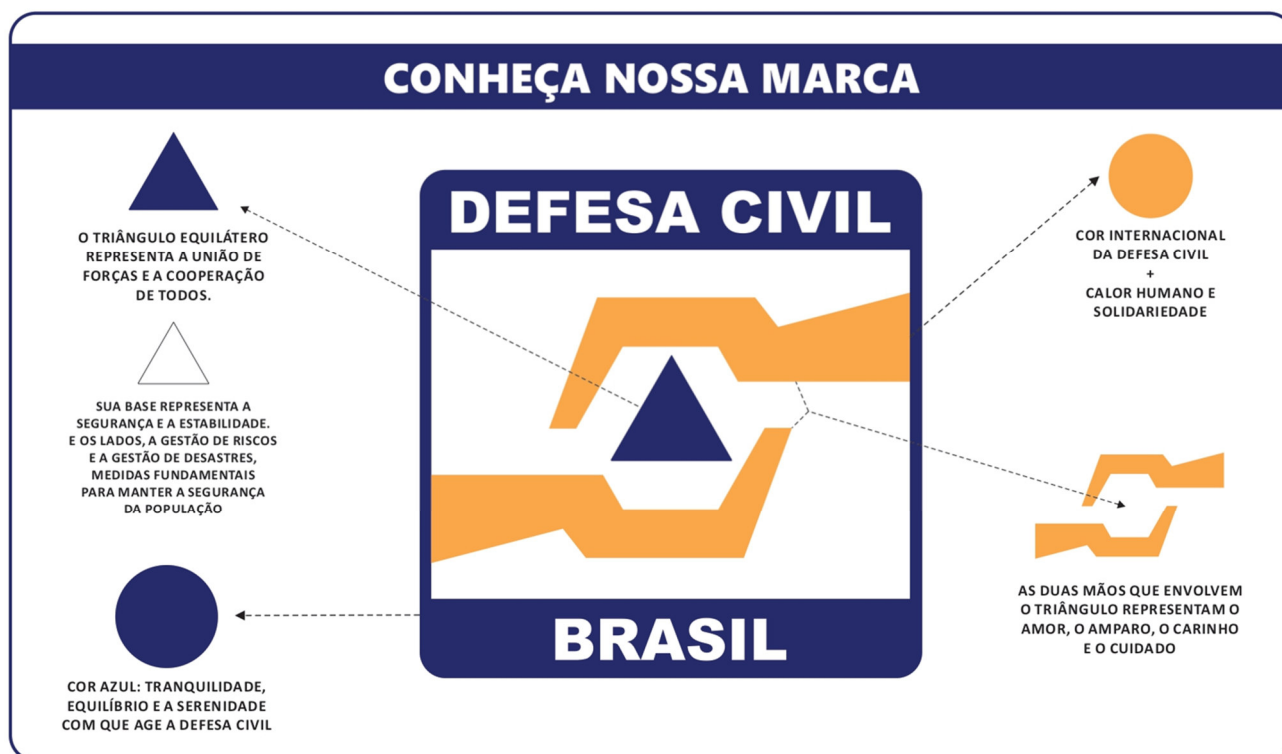 CONHEÇA NOSSA MARCA
O TRIÂNGULO EQUILÁTERO
REPRESENTA A UNIÃO DE
FORÇAS E A COOPERAÇÃO
DE TODOS.
SUA BASE REPRESENTA A
SEGURANÇA E A ESTABILIDADE.
E OS LADOS, A GESTÃO DE RISCOS
E A GESTÃO DE DESASTRES,
MEDIDAS FUNDAMENTAIS
PARA MANTER A SEGURANÇA
DA POPULAÇÃO
COR AZUL: TRANQUILIDADE,
EQUILÍBRIO E A SERENIDADE
COM QUE AGE A DEFESA CIVIL
DEFESA CIVIL
BRASIL
COR INTERNACIONAL
DA DEFESA CIVIL
+
CALOR HUMANO E
SOLIDARIEDADE
AS DUAS MÃOS QUE ENVOLVEM
O TRIÂNGULO REPRESENTAM O
AMOR, O AMPARO, O CARINHO
E O CUIDADO